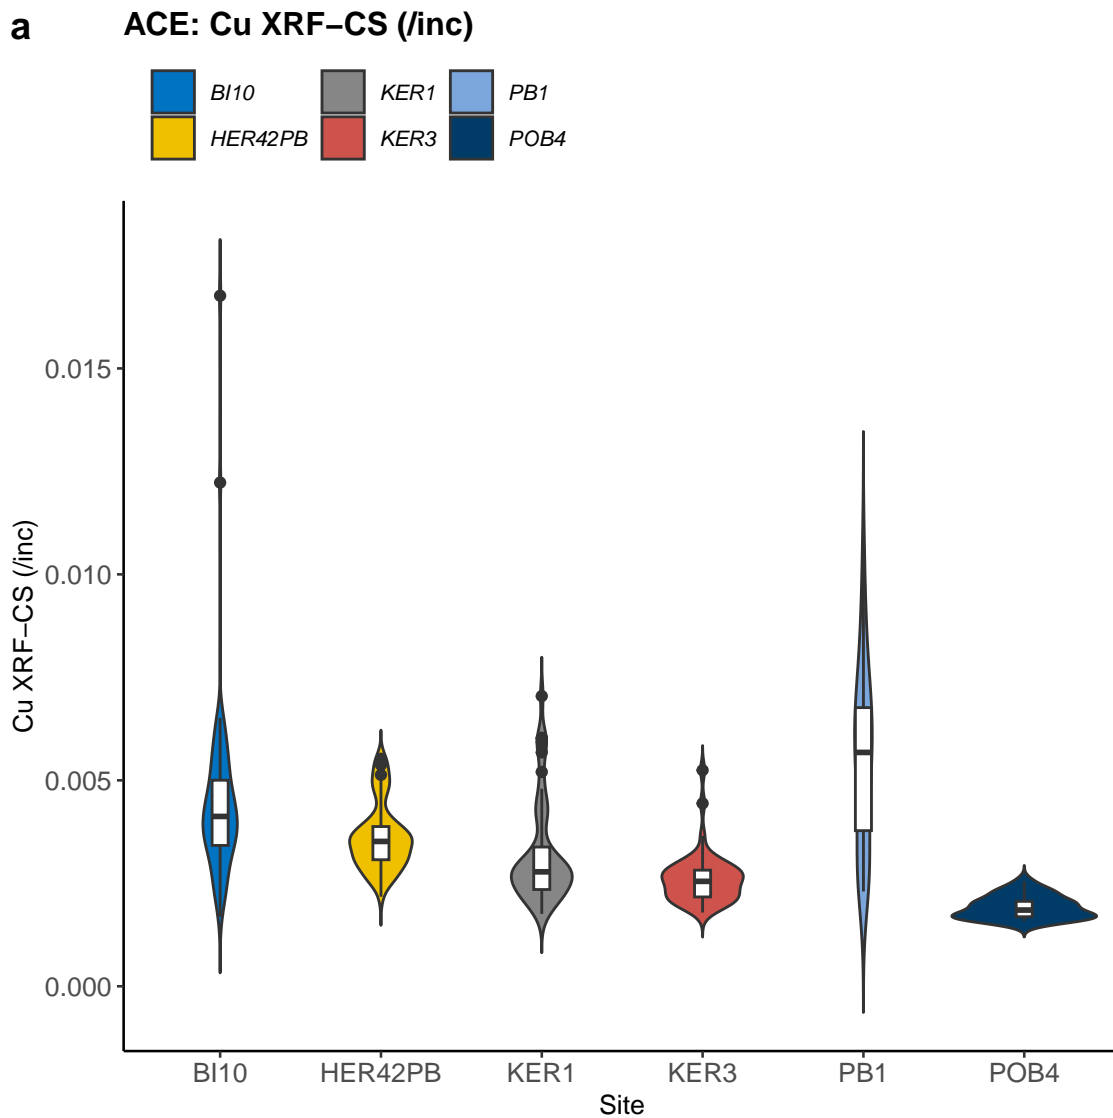 a ACE: Cu XRF−CS (/inc)
BI10 KER1 PB1
HER42PB KER3 POB4
Cu XRF−CS (/inc)
0.015
0.010
0.005
0.000
BI10 HER42PB KER1 KER3 PB1 POB4
Site